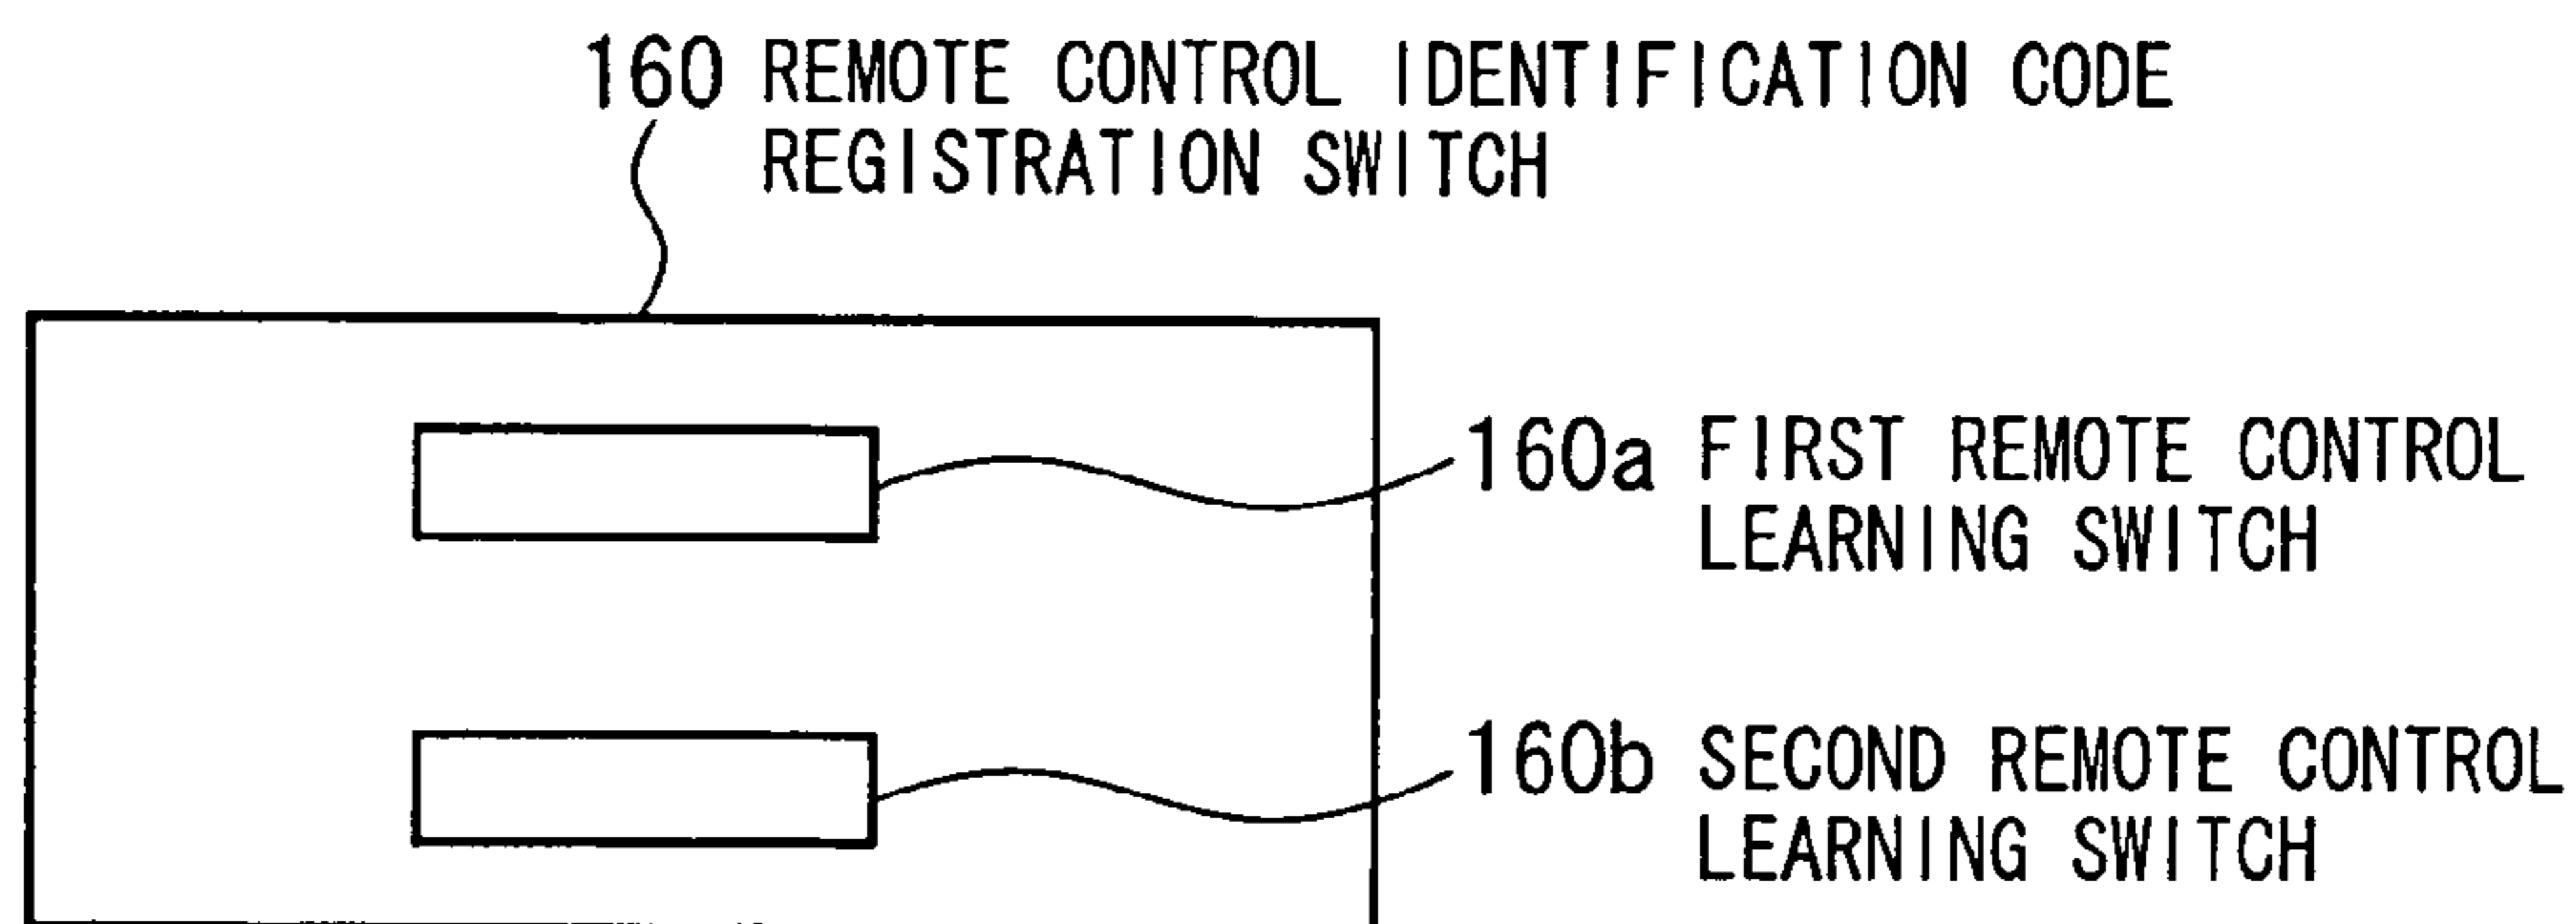 160 REMOTE CONTROL IDENTIFICATION CODE
REGISTRATION SWITCH
160a FIRST REMOTE CONTROL
LEARNING SWITCH
160b SECOND REMOTE CONTROL
LEARNING SWITCH